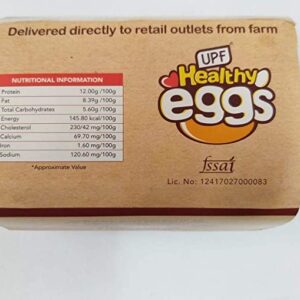 Delivered directly to retail outlets from farm
UPF
Healthy
eggs
NUTRITIONAL INFORMATION
Protein 12.00g /100g
Fat 8.39g /100g
Total Carbohydrates 5.60g /100g
Energy 145.80 kcal/100g
Cholesterol 230/42 mg/100g
Calcium 69.70 mg/100g
Iron 1.60 mg/100g
Sodium 120.60 mg/100g
*Approximate Value
fssai
Lic. No: 12417027000083